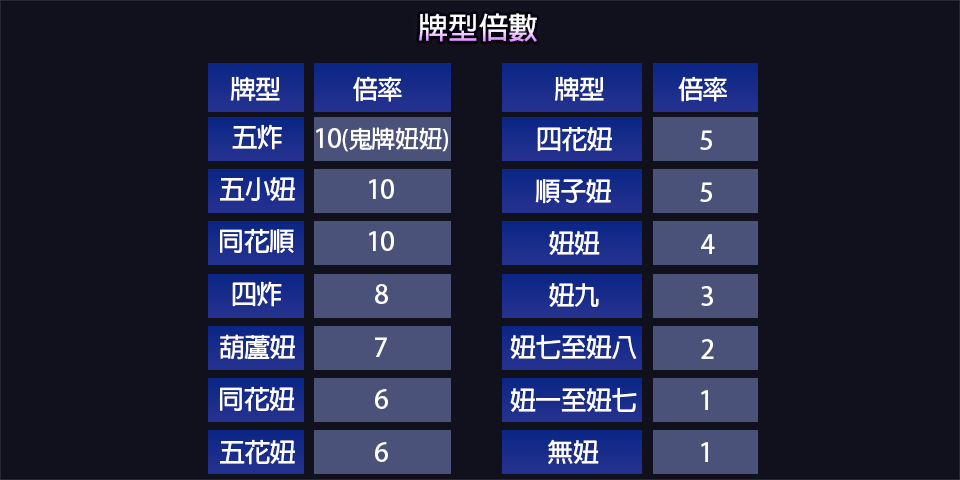 牌型倍數
牌型 倍率 牌型 倍率
五炸 10(鬼牌妞妞) 四花妞 5
五小妞 10 順子妞 5
同花順 10 妞妞 4
四炸 8 妞九 3
葫蘆妞 7 妞七至妞八 2
同花妞 6 妞一至妞七 1
五花妞 6 無妞 1